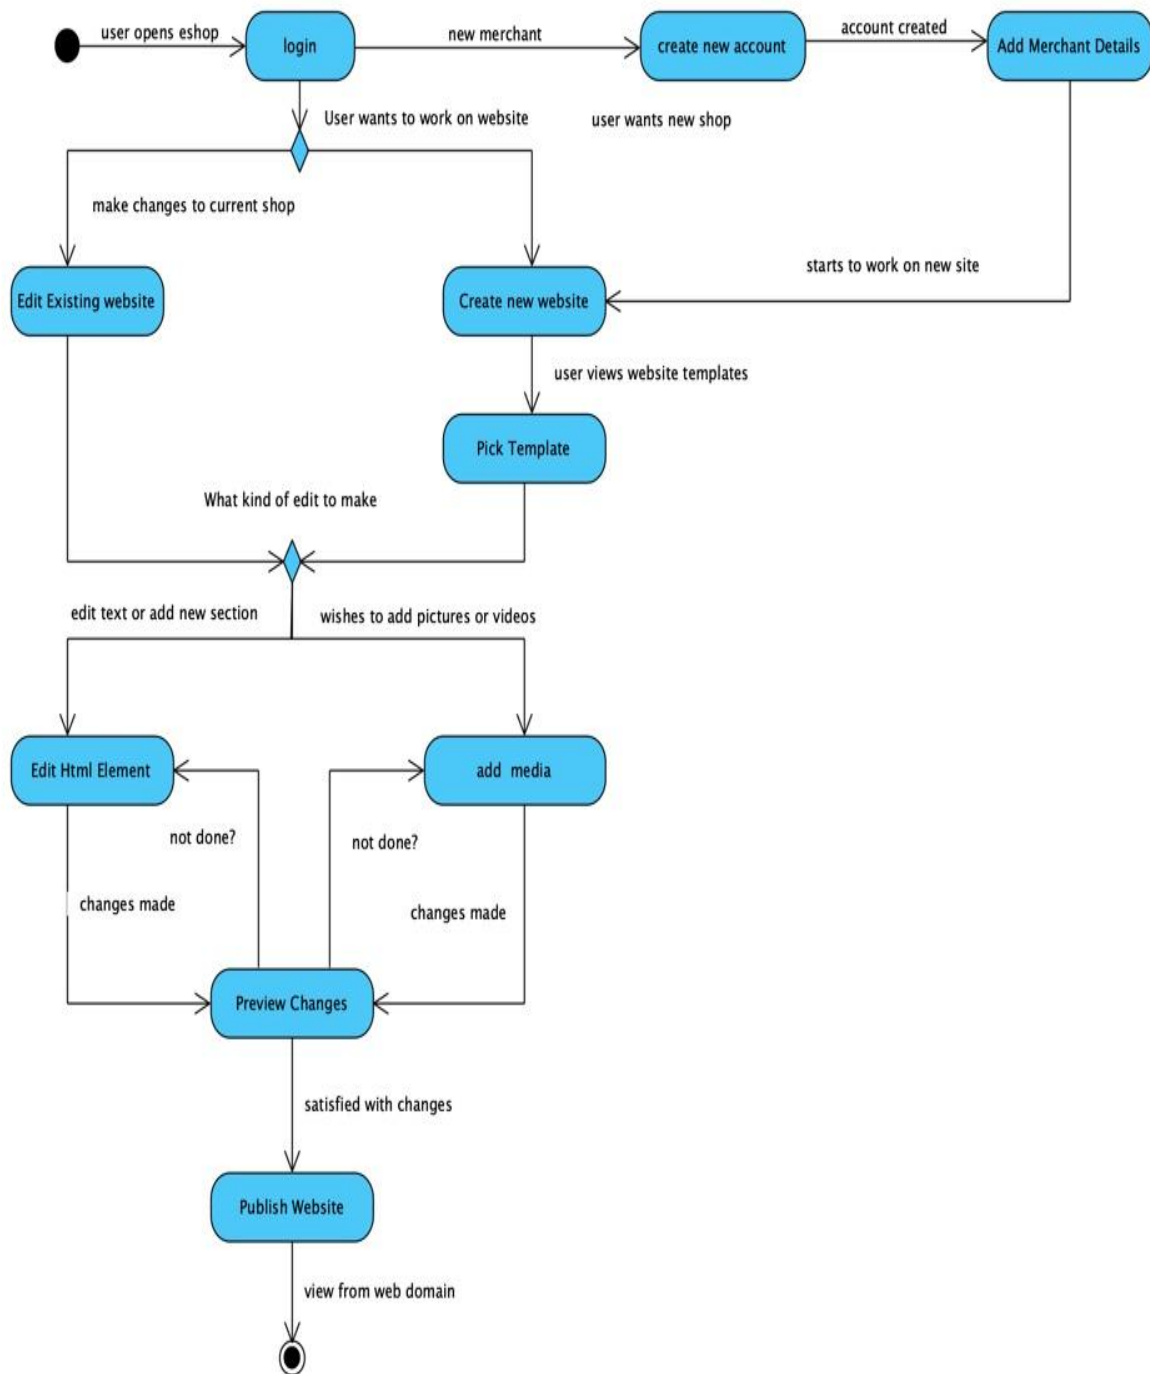 user opens eshop
login
new merchant
create new account
account created
Add Merchant Details
User wants to work on website
user wants new shop
make changes to current shop
starts to work on new site
Edit Existing website
Create new website
user views website templates
Pick Template
What kind of edit to make
edit text or add new section
wishes to add pictures or videos
Edit Html Element
add media
not done?
not done?
changes made
changes made
Preview Changes
satisfied with changes
Publish Website
view from web domain